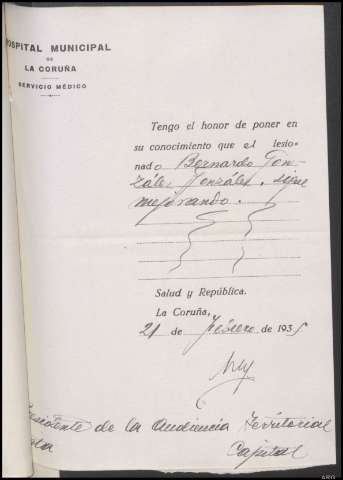 HOSPITAL MUNICIPAL
DE
LA CORUÑA
SERVICIO MÉDICO
Tengo el honor de poner en
su conocimiento que el lesio-
nado Bernardo Gon-
zález González, sigue
mejorando.
Salud y República.
La Coruña,
21 de Febrero de 1935
Presidente de la Audiencia Territorial
Capital